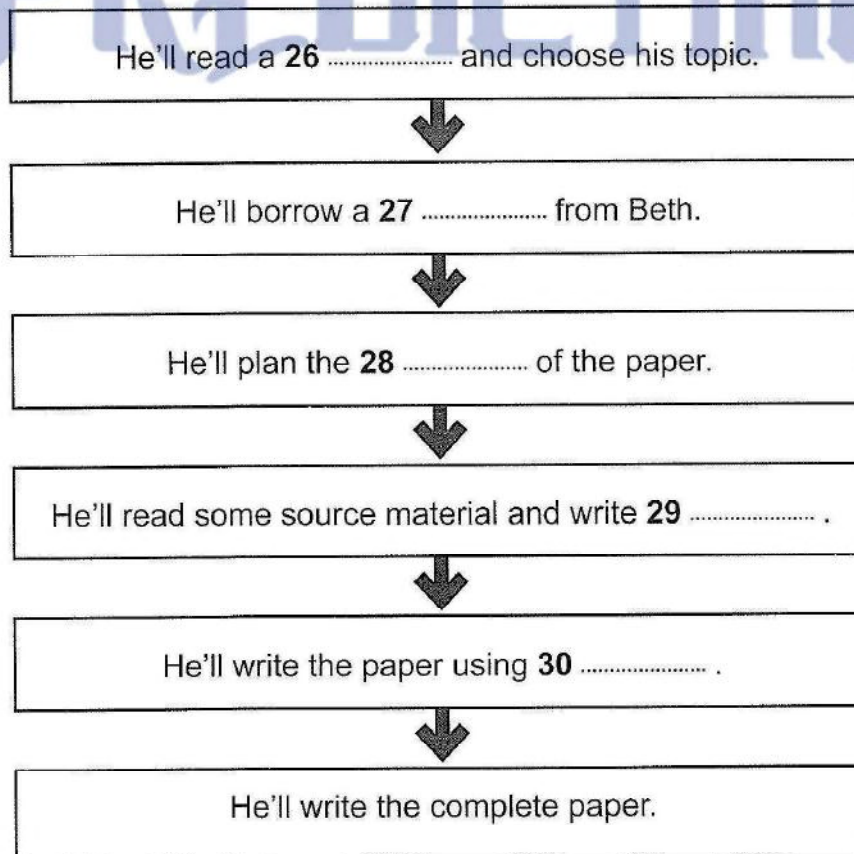 He'll read a 26 ...................... and choose his topic.
He'll borrow a 27 ...................... from Beth.
He'll plan the 28 ...................... of the paper.
He'll read some source material and write 29 ...................... .
He'll write the paper using 30 ...................... .
He'll write the complete paper.